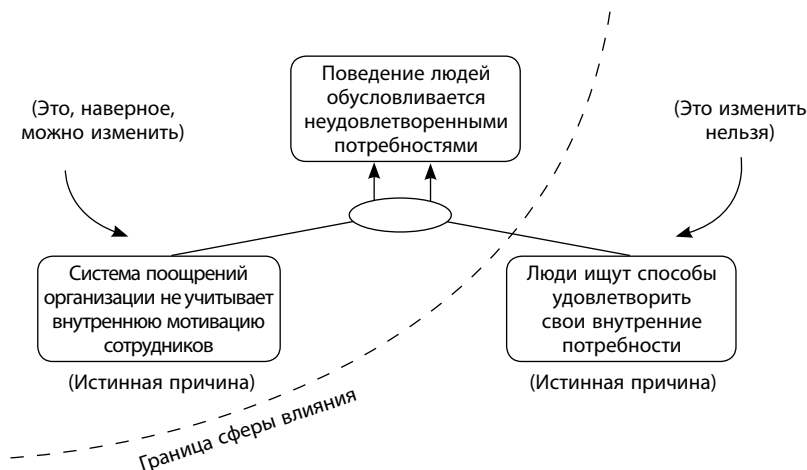 Поведение людей
обусловливается
неудовлетворенными
потребностями
(Это, наверное,
можно изменить)
(Это изменить
нельзя)
Система поощрений
организации не учитывает
внутреннюю мотивацию
сотрудников
(Истинная причина)
Люди ищут способы
удовлетворить
свои внутренние
потребности
(Истинная причина)
Граница сферы влияния